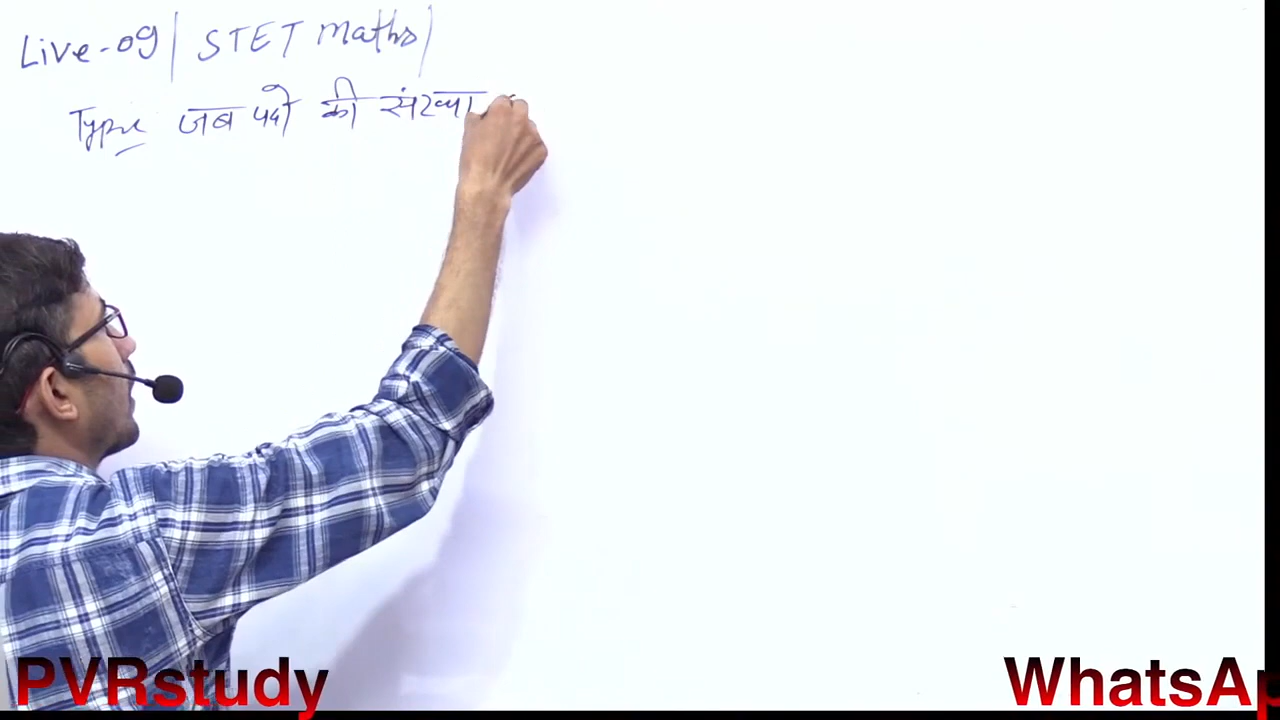 Live-09 | STET Maths |
Type जब पदो की संख्या
PVRstudy
WhatsAp